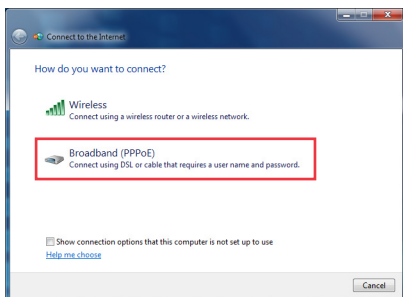 Connect to the Internet
How do you want to connect?
Wireless
Connect using a wireless router or a wireless network.
Broadband (PPPoE)
Connect using DSL or cable that requires a user name and password.
Show connection options that this computer is not set up to use
Help me choose
Cancel